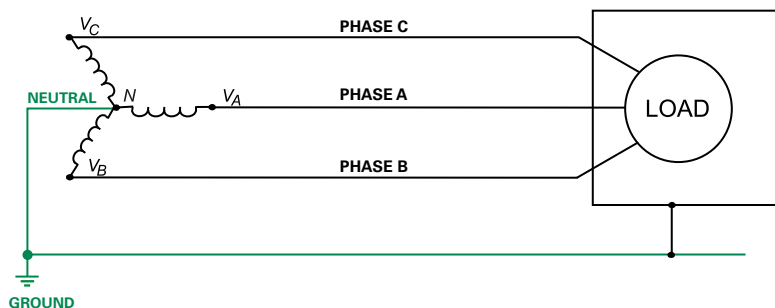 VC
PHASE C
NEUTRAL
N
VA
PHASE A
LOAD
VB
PHASE B
GROUND